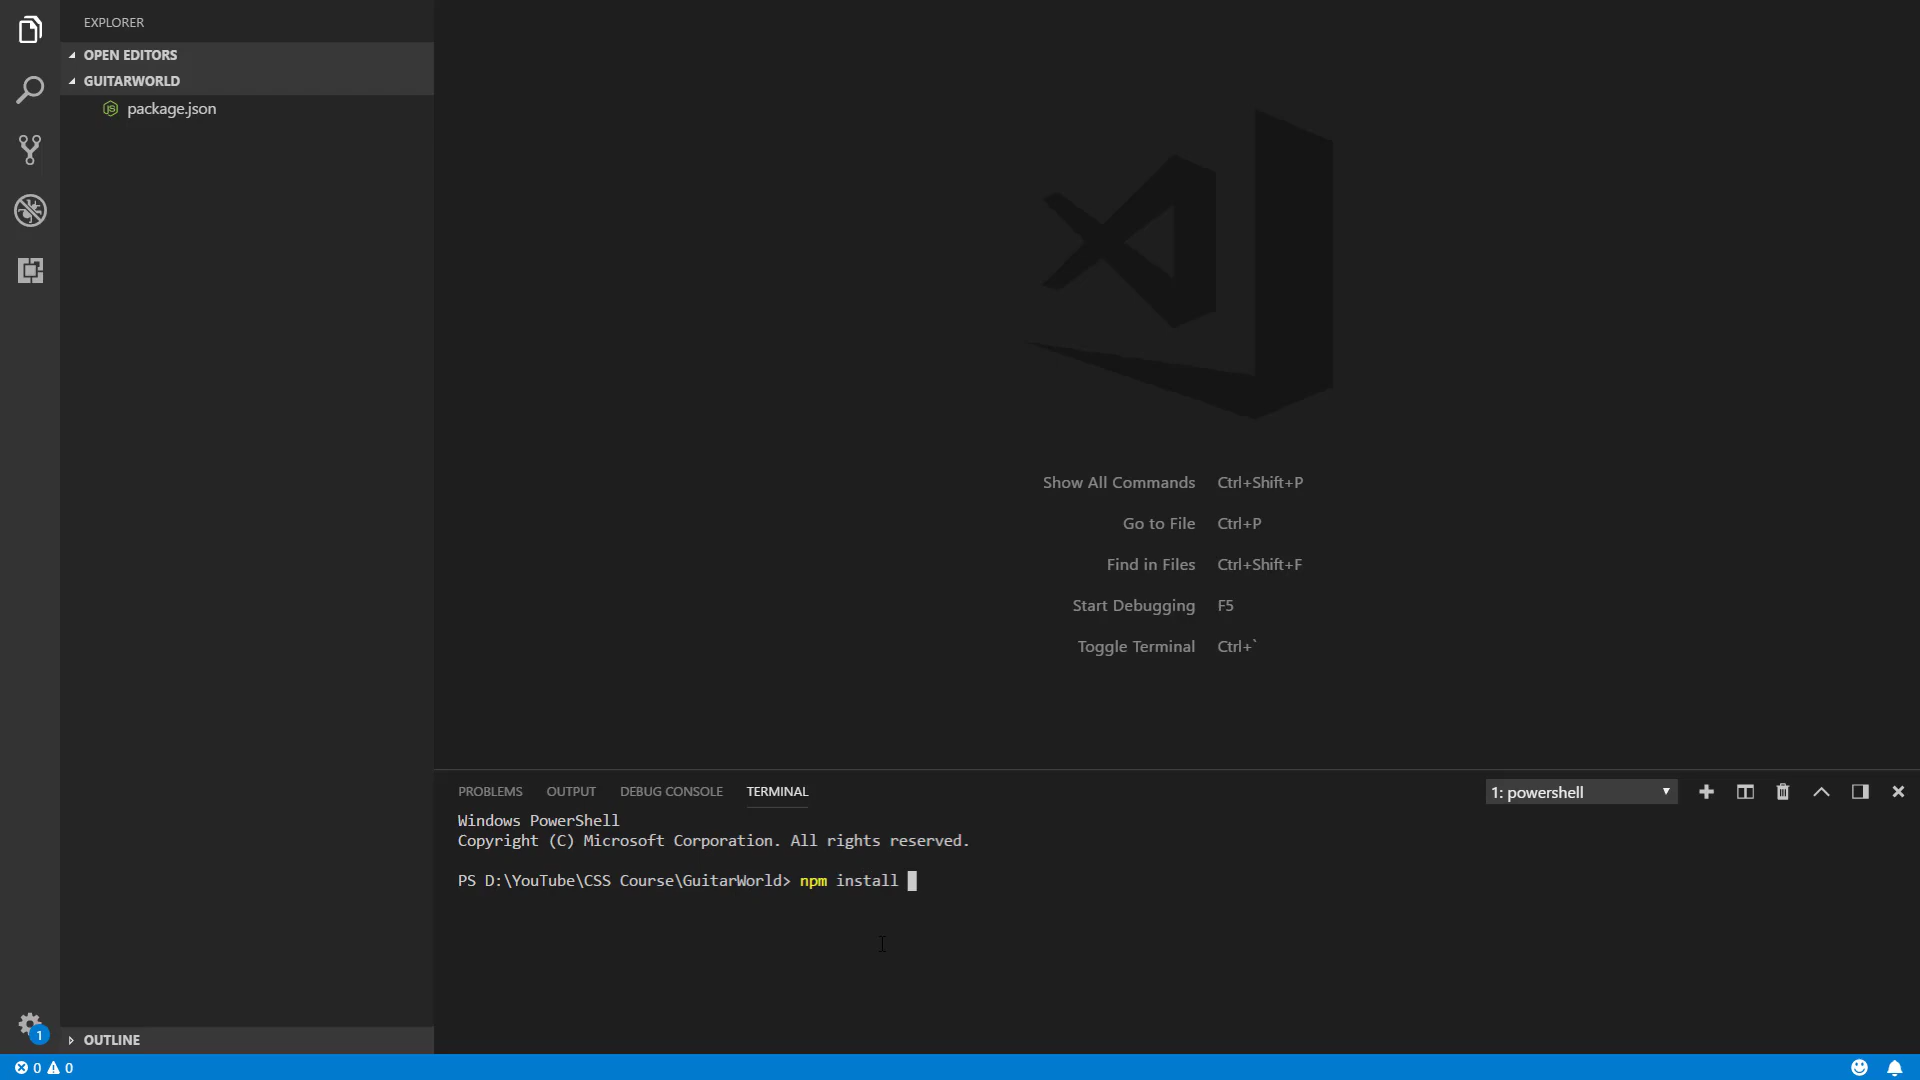 EXPLORER
OPEN EDITORS
GUITARWORLD
package.json
Show All Commands Ctrl+Shift+P
Go to File Ctrl+P
Find in Files Ctrl+Shift+F
Start Debugging F5
Toggle Terminal Ctrl+`
PROBLEMS OUTPUT DEBUG CONSOLE TERMINAL 1: powershell
Windows PowerShell
Copyright (C) Microsoft Corporation. All rights reserved.
PS D:\YouTube\CSS Course\GuitarWorld> npm install
1
OUTLINE
0 0